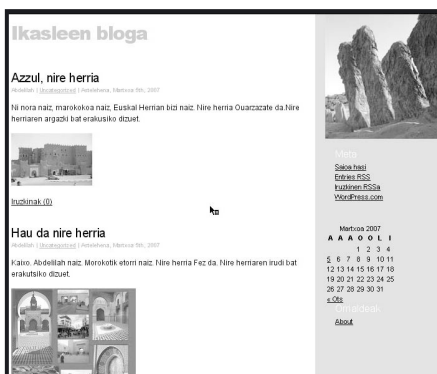 Ikasleen bloga
Azzul, nire herria
Abdelilah | Uncategorized | Astelehena, Martxoa 5th, 2007
Ni nora naiz, marokokoa naiz, Euskal Herrian bizi naiz. Nire herria Ouarzazate da.Nire
herriaren argazki bat erakusiko dizuet.
Iruzkinak (0)
Hau da nire herria
Abdelilah | Uncategorized | Astelehena, Martxoa 5th, 2007
Kaixo. Abdelilah naiz. Morokotik etorri naiz. Nire herria Fez da. Nire herriaren irudi bat
erakutsiko dizuet.
Meta
Saioa hasi
Entries RSS
Iruzkinen RSSa
WordPress.com
Martxoa 2007
A A A O O L I
1 2 3 4
5 6 7 8 9 10 11
12 13 14 15 16 17 18
19 20 21 22 23 24 25
26 27 28 29 30 31
« Ots
Orrialdeak
About